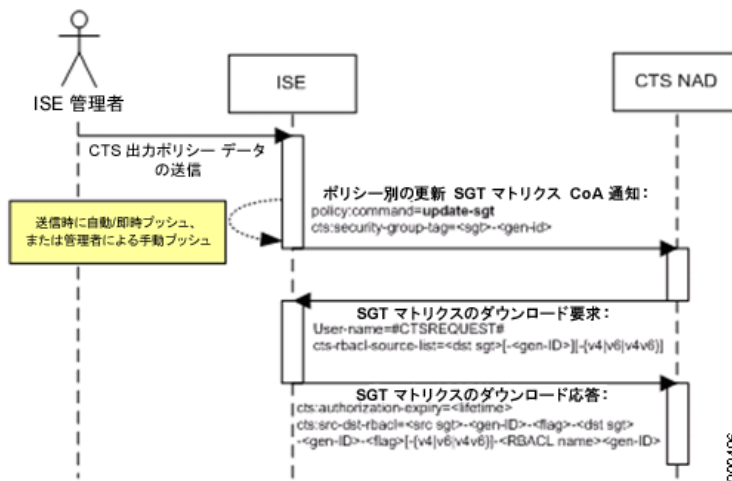 ISE 管理者
ISE
CTS NAD
CTS 出力ポリシー データ
の送信
送信時に自動/即時プッシュ、
または管理者による手動プッシュ
ポリシー別の更新 SGT マトリクス CoA 通知:
policy:command=update-sgt
cts:security-group-tag=<sgt>-<gen-id>
SGT マトリクスのダウンロード要求:
User-name=#CTSREQUEST#
cts-rbacl-source-list=<dst sgt>[-<gen-ID>][-{v4|v6|v4v6}]
SGT マトリクスのダウンロード応答:
cts:authorization-expiry=<lifetime>
cts:src-dst-rbacl=<src sgt>-<gen-ID>-<flag>-<dst sgt>
-<gen-ID>-<flag>[-{v4|v6|v4v6}]-<RBACL name><gen-ID>